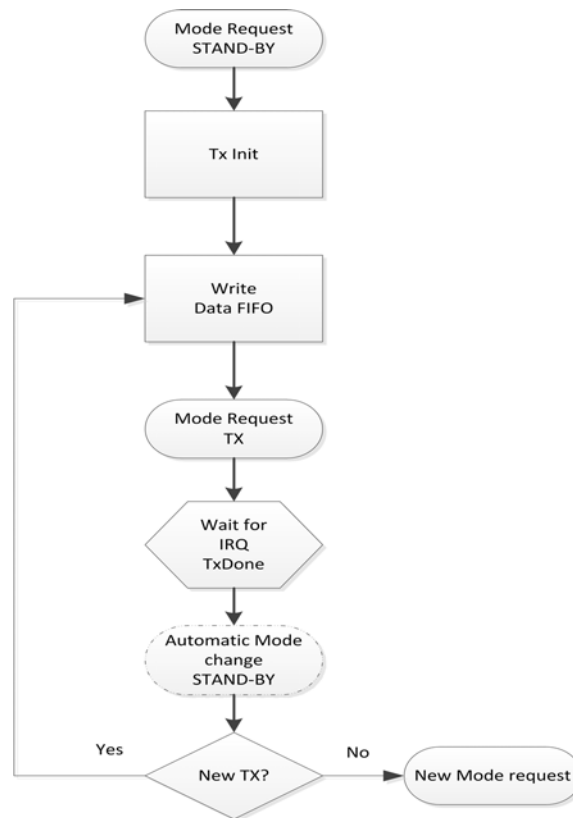 Mode Request
STAND-BY
Tx Init
Write
Data FIFO
Mode Request
TX
Wait for
IRQ
TxDone
Automatic Mode
change
STAND-BY
Yes
New TX?
No
New Mode request